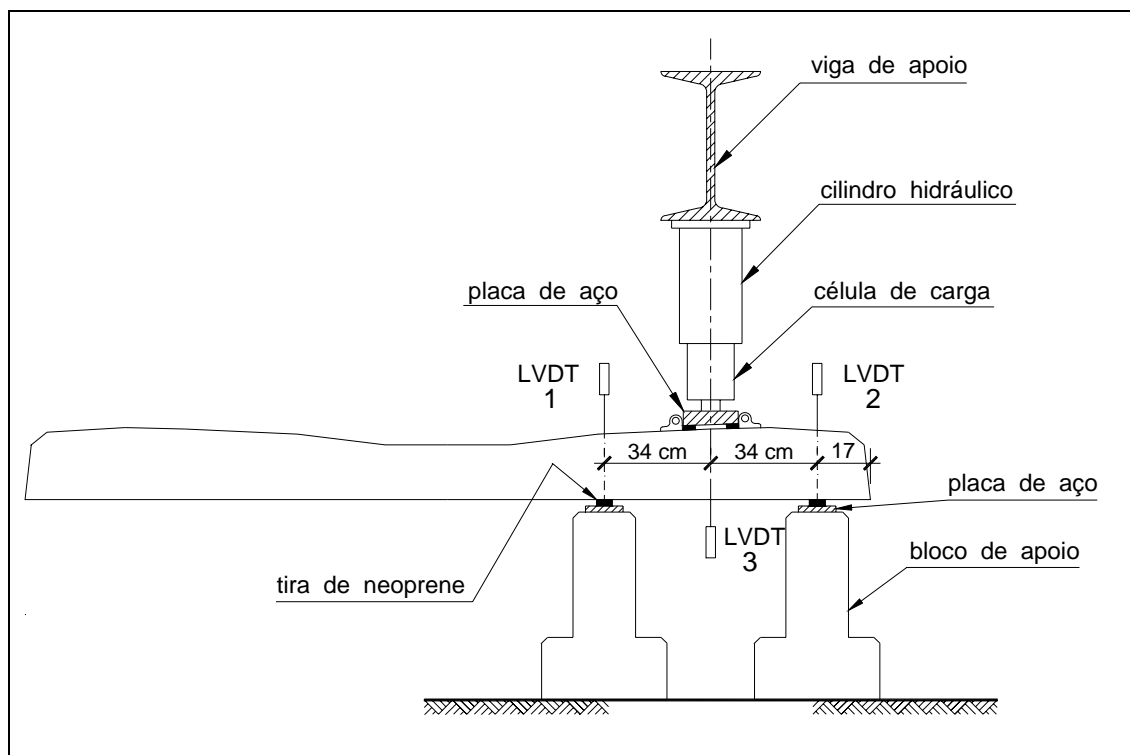 viga de apoio
cilindro hidráulico
placa de aço
célula de carga
LVDT
1
LVDT
2
34 cm
34 cm
17
placa de aço
LVDT
3
bloco de apoio
tira de neoprene